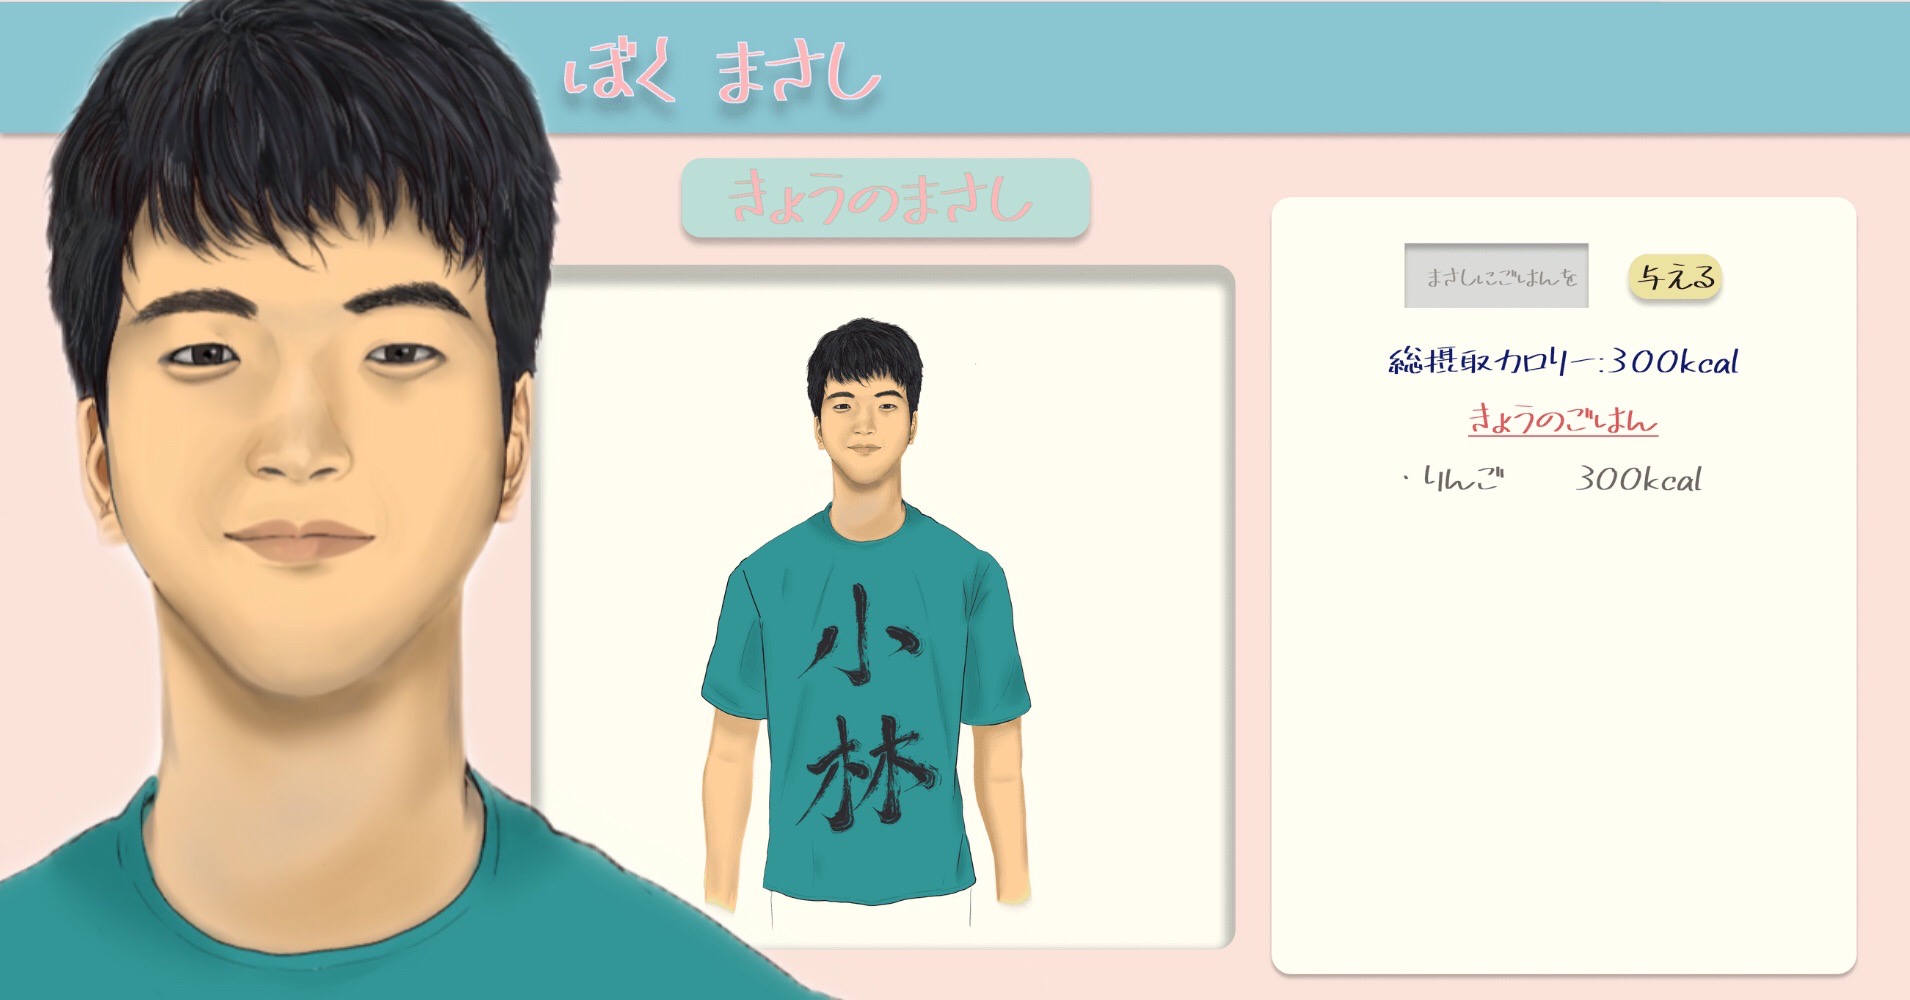 ぼく まさし
きょうのまさし
小林
まさしにごはんを 与える
総摂取カロリー:300kcal
きょうのごはん
・りんご 300kcal